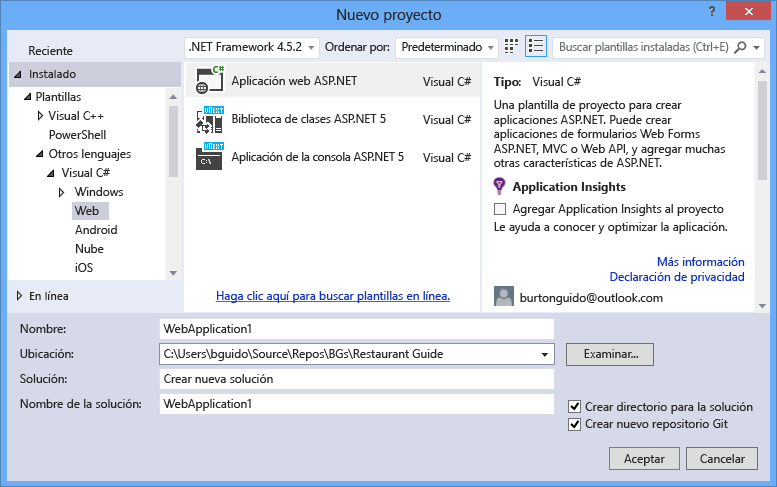 Nuevo proyecto
?
Reciente
Instalado
Plantillas
Visual C++
PowerShell
Otros lenguajes
Visual C#
Windows
Web
Android
Nube
iOS
En línea
.NET Framework 4.5.2
Ordenar por:
Predeterminado
Buscar plantillas instaladas (Ctrl+E)
C#
Aplicación web ASP.NET
Visual C#
VNEXT
Biblioteca de clases ASP.NET 5
Visual C#
VNEXT
C:\
Aplicación de la consola ASP.NET 5
Visual C#
Haga clic aquí para buscar plantillas en línea.
Tipo: Visual C#
Una plantilla de proyecto para crear
aplicaciones ASP.NET. Puede crear
aplicaciones de formularios Web Forms
ASP.NET, MVC o Web API, y agregar muchas
otras características de ASP.NET.
Application Insights
Agregar Application Insights al proyecto
Le ayuda a conocer y optimizar la aplicación.
Más información
Declaración de privacidad
burtonguido@outlook.com
Nombre:
WebApplication1
Ubicación:
C:\Users\bguido\Source\Repos\BGs\Restaurant Guide
Examinar...
Solución:
Crear nueva solución
Nombre de la solución:
WebApplication1
Crear directorio para la solución
Crear nuevo repositorio Git
Aceptar
Cancelar